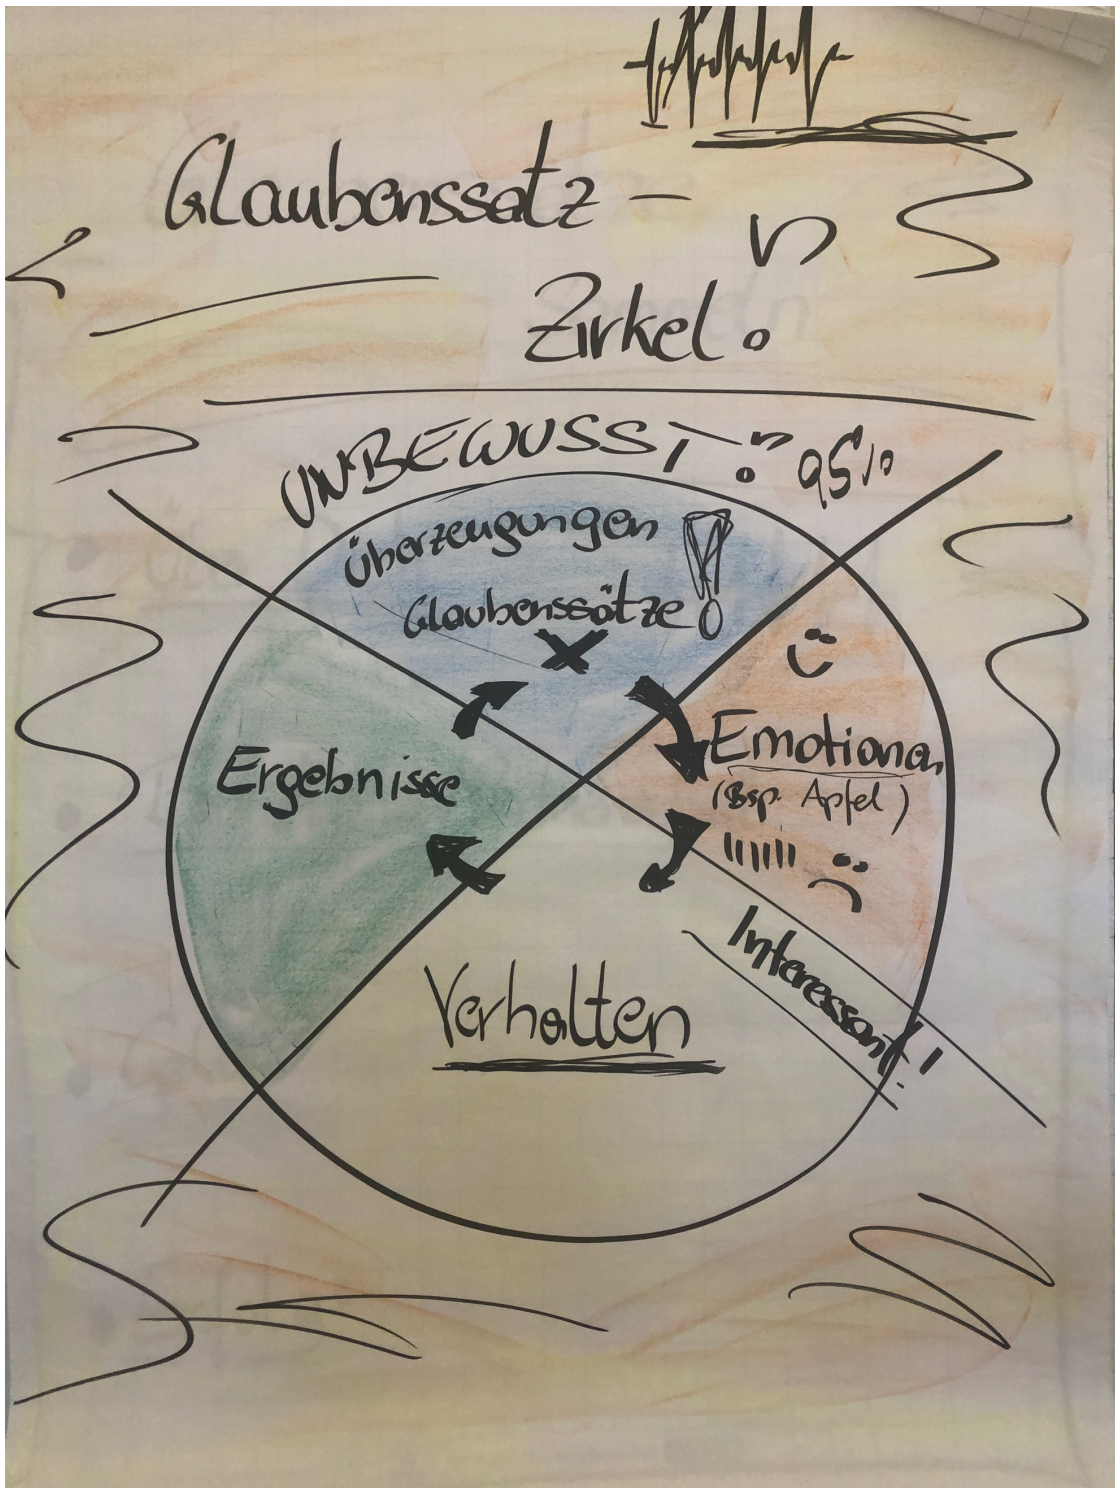 Glaubenssatz -
Zirkel.
UNBEWUSST: 95%
Überzeugungen
Glaubenssätze!
Emotionen
(Bsp. Apfel)
Ergebnisse
Interessant!
Verhalten